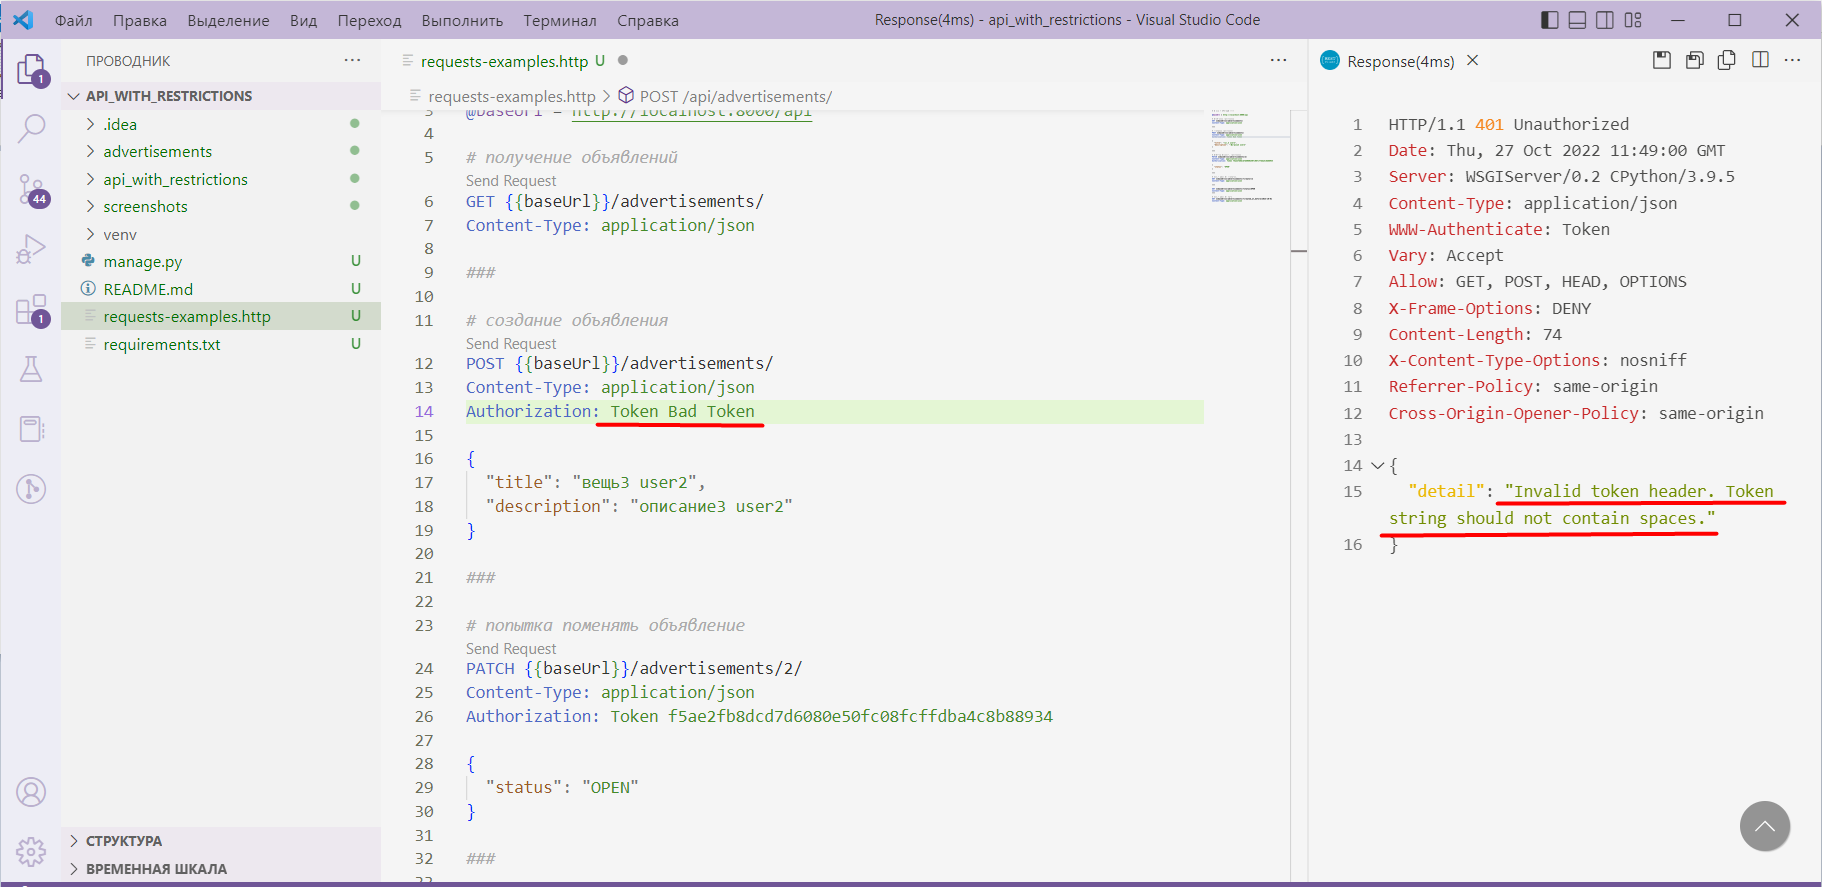 Файл Правка Выделение Вид Переход Выполнить Терминал Справка
Response(4ms) - api_with_restrictions - Visual Studio Code
ПРОВОДНИК
API_WITH_RESTRICTIONS
.idea
advertisements
api_with_restrictions
screenshots
venv
manage.py U
README.md U
requests-examples.http U
requirements.txt U
СТРУКТУРА
ВРЕМЕННАЯ ШКАЛА
1
44
1
requests-examples.http U
requests-examples.http > POST /api/advertisements/
3 @baseUrl = http://localhost:8000/api
4
5 # получение объявлений
Send Request
6 GET {{baseUrl}}/advertisements/
7 Content-Type: application/json
8
9 ###
10
11 # создание объявления
Send Request
12 POST {{baseUrl}}/advertisements/
13 Content-Type: application/json
14 Authorization: Token Bad Token
15
16 {
17 "title": "вещь3 user2",
18 "description": "описание3 user2"
19 }
20
21 ###
22
23 # попытка поменять объявление
Send Request
24 PATCH {{baseUrl}}/advertisements/2/
25 Content-Type: application/json
26 Authorization: Token f5ae2fb8dcd7d6080e50fc08fcffdba4c8b88934
27
28 {
29 "status": "OPEN"
30 }
31
32 ###
33
Response(4ms)
1 HTTP/1.1 401 Unauthorized
2 Date: Thu, 27 Oct 2022 11:49:00 GMT
3 Server: WSGIServer/0.2 CPython/3.9.5
4 Content-Type: application/json
5 WWW-Authenticate: Token
6 Vary: Accept
7 Allow: GET, POST, HEAD, OPTIONS
8 X-Frame-Options: DENY
9 Content-Length: 74
10 X-Content-Type-Options: nosniff
11 Referrer-Policy: same-origin
12 Cross-Origin-Opener-Policy: same-origin
13
14 {
15 "detail": "Invalid token header. Token
string should not contain spaces."
16 }